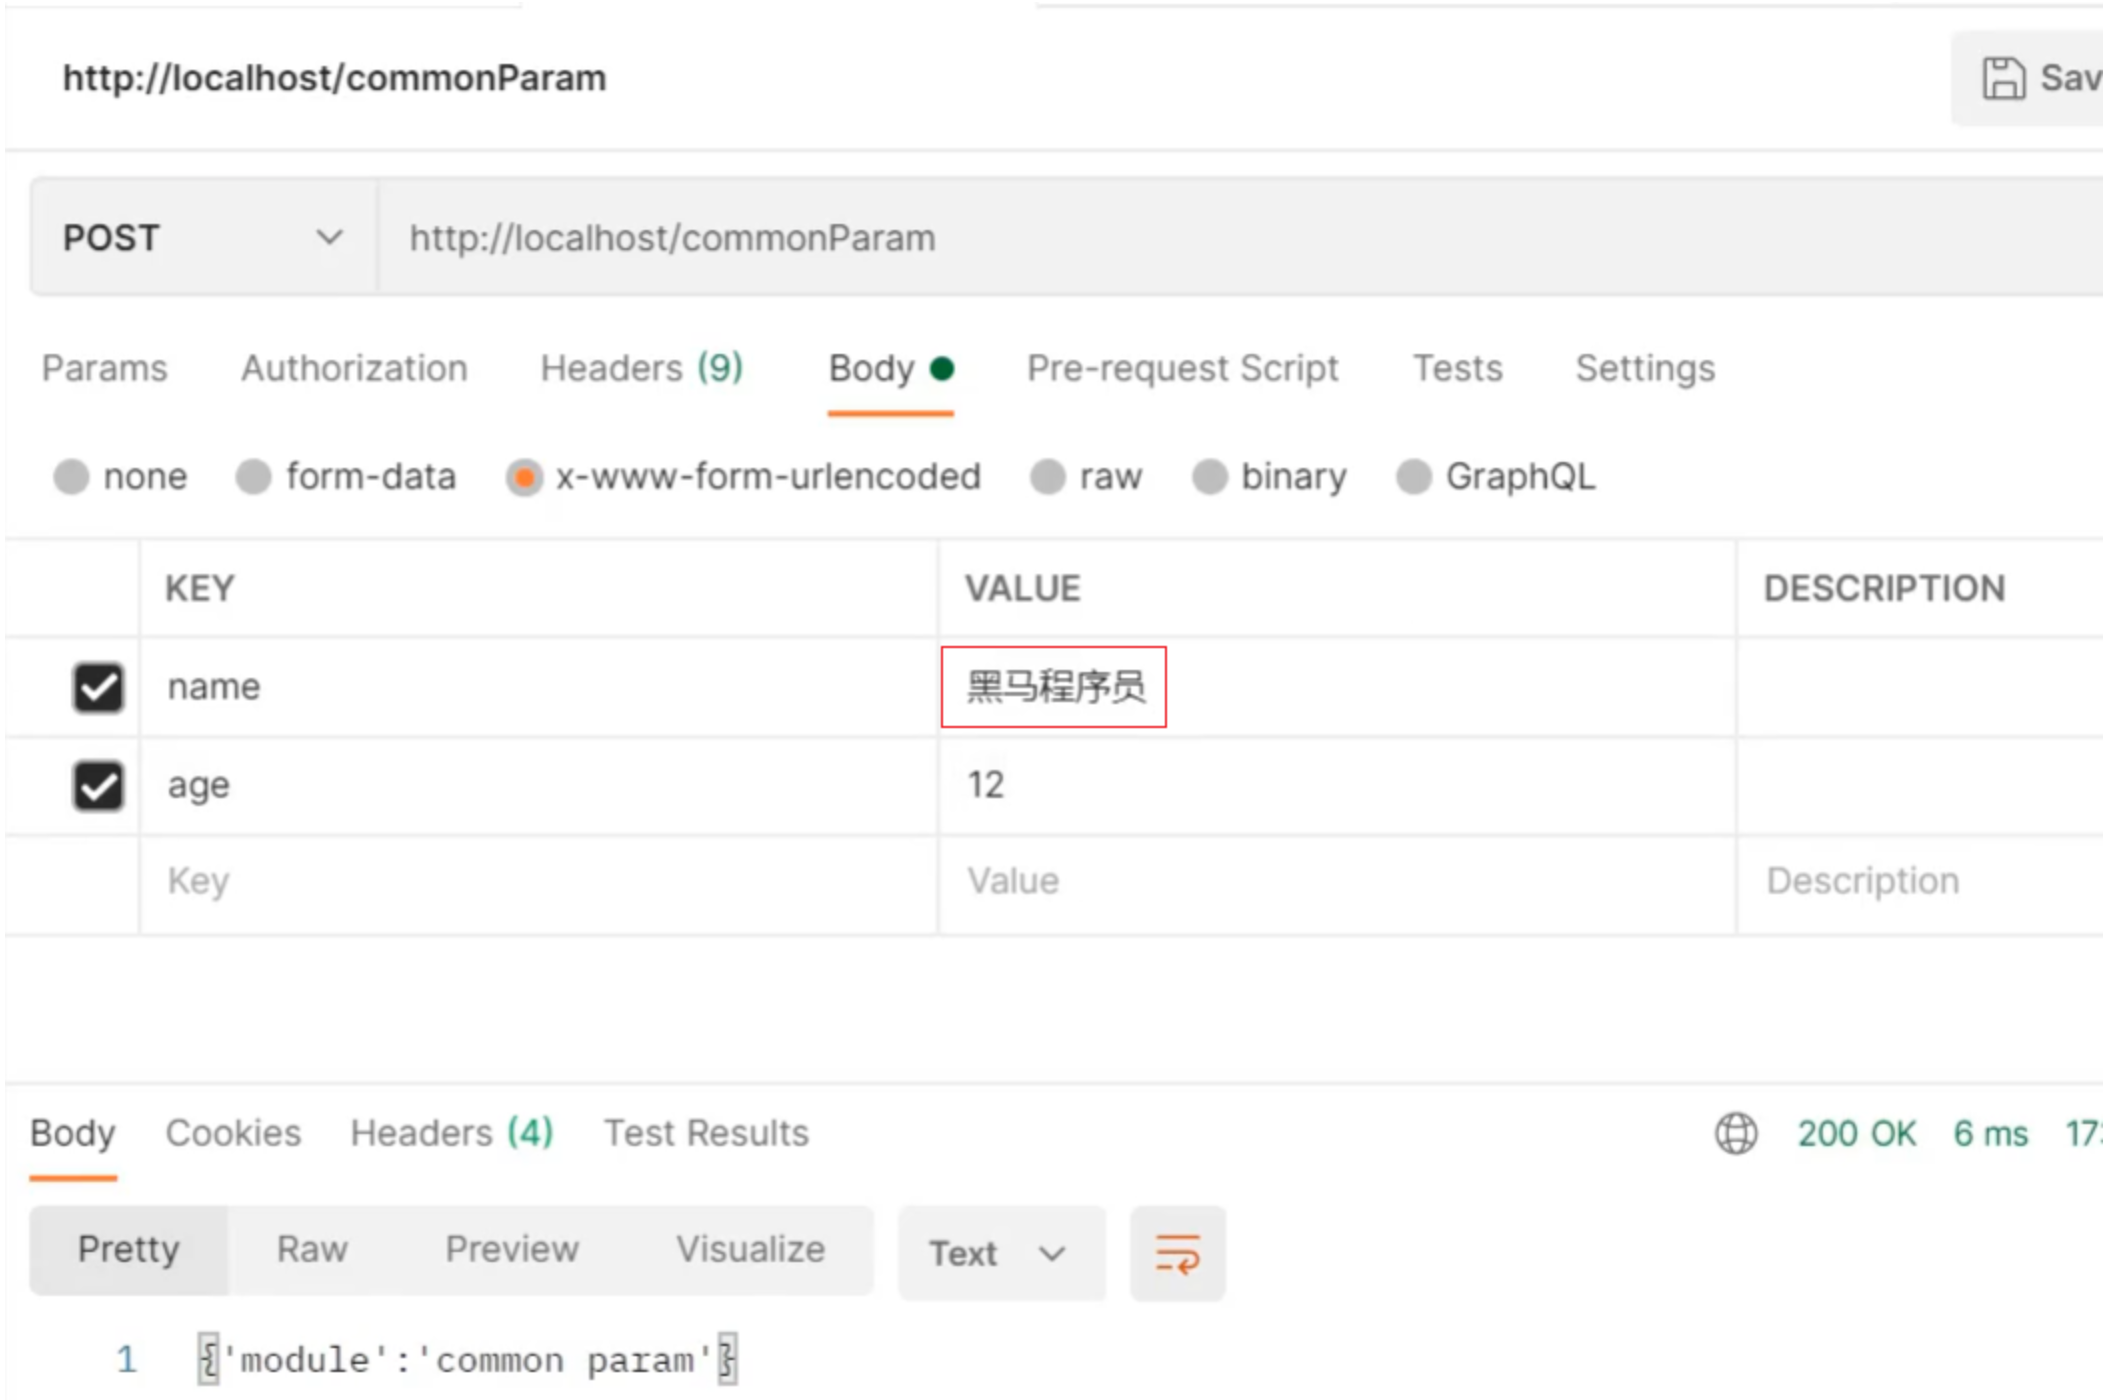 http://localhost/commonParam
Sav
POST http://localhost/commonParam
Params Authorization Headers (9) Body Pre-request Script Tests Settings
none form-data x-www-form-urlencoded raw binary GraphQL
KEY VALUE DESCRIPTION
name 黑马程序员
age 12
Key Value Description
Body Cookies Headers (4) Test Results 200 OK 6 ms 17
Pretty Raw Preview Visualize Text
1 {'module':'common param'}